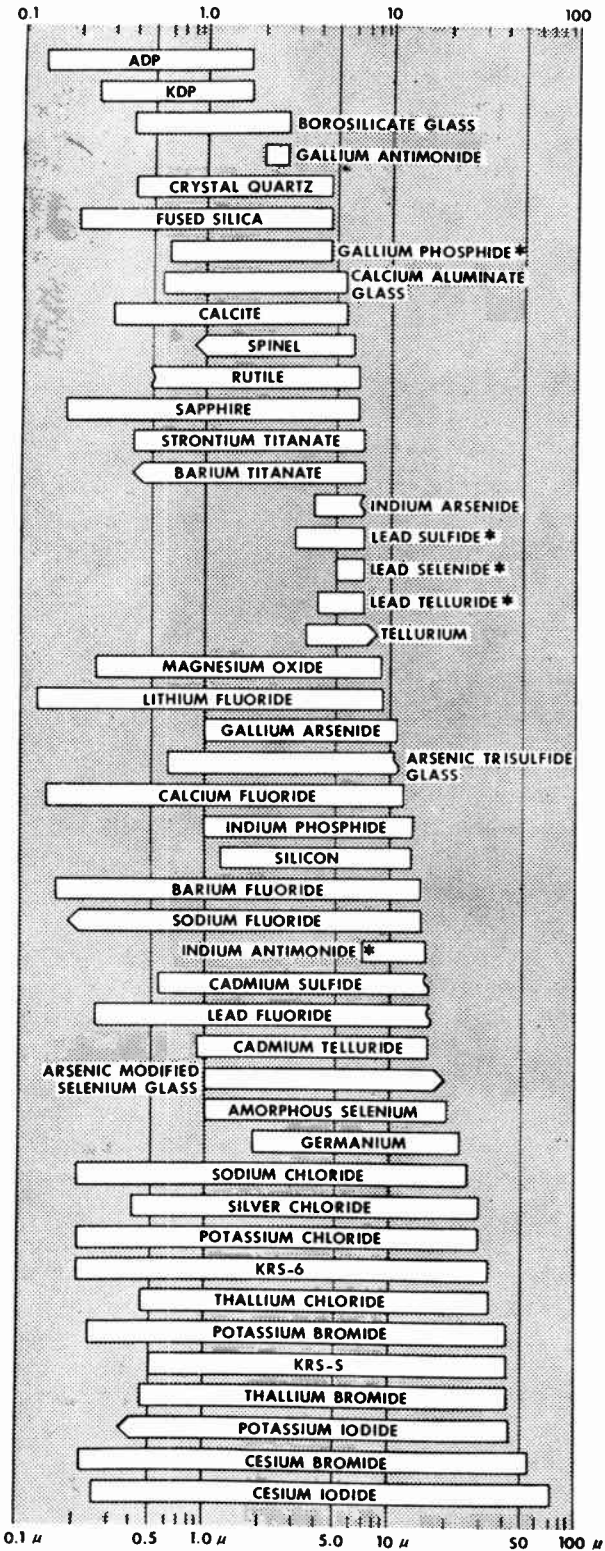 0.1 1.0 10 100
ADP
KDP
BOROSILICATE GLASS
GALLIUM ANTIMONIDE
CRYSTAL QUARTZ
FUSED SILICA
GALLIUM PHOSPHIDE*
CALCIUM ALUMINATE
GLASS
CALCITE
SPINEL
RUTILE
SAPPHIRE
STRONTIUM TITANATE
BARIUM TITANATE
INDIUM ARSENIDE
LEAD SULFIDE*
LEAD SELENIDE*
LEAD TELLURIDE*
TELLURIUM
MAGNESIUM OXIDE
LITHIUM FLUORIDE
GALLIUM ARSENIDE
ARSENIC TRISULFIDE
GLASS
CALCIUM FLUORIDE
INDIUM PHOSPHIDE
SILICON
BARIUM FLUORIDE
SODIUM FLUORIDE
INDIUM ANTIMONIDE*
CADMIUM SULFIDE
LEAD FLUORIDE
CADMIUM TELLURIDE
ARSENIC MODIFIED
SELENIUM GLASS
AMORPHOUS SELENIUM
GERMANIUM
SODIUM CHLORIDE
SILVER CHLORIDE
POTASSIUM CHLORIDE
KRS-6
THALLIUM CHLORIDE
POTASSIUM BROMIDE
KRS-S
THALLIUM BROMIDE
POTASSIUM IODIDE
CESIUM BROMIDE
CESIUM IODIDE
0.1 μ 0.5 1.0 μ 5.0 10 μ 50 100 μ